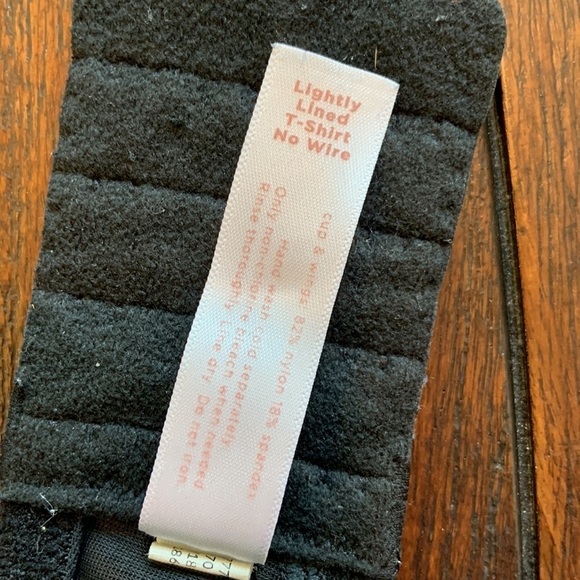 Lightly
Lined
T-Shirt
No Wire
cup & wings: 82% nylon 18% spandex
Hand wash cold separately.
Only non-chlorine bleach when needed
Rinse thoroughly. Line dry. Do not iron.